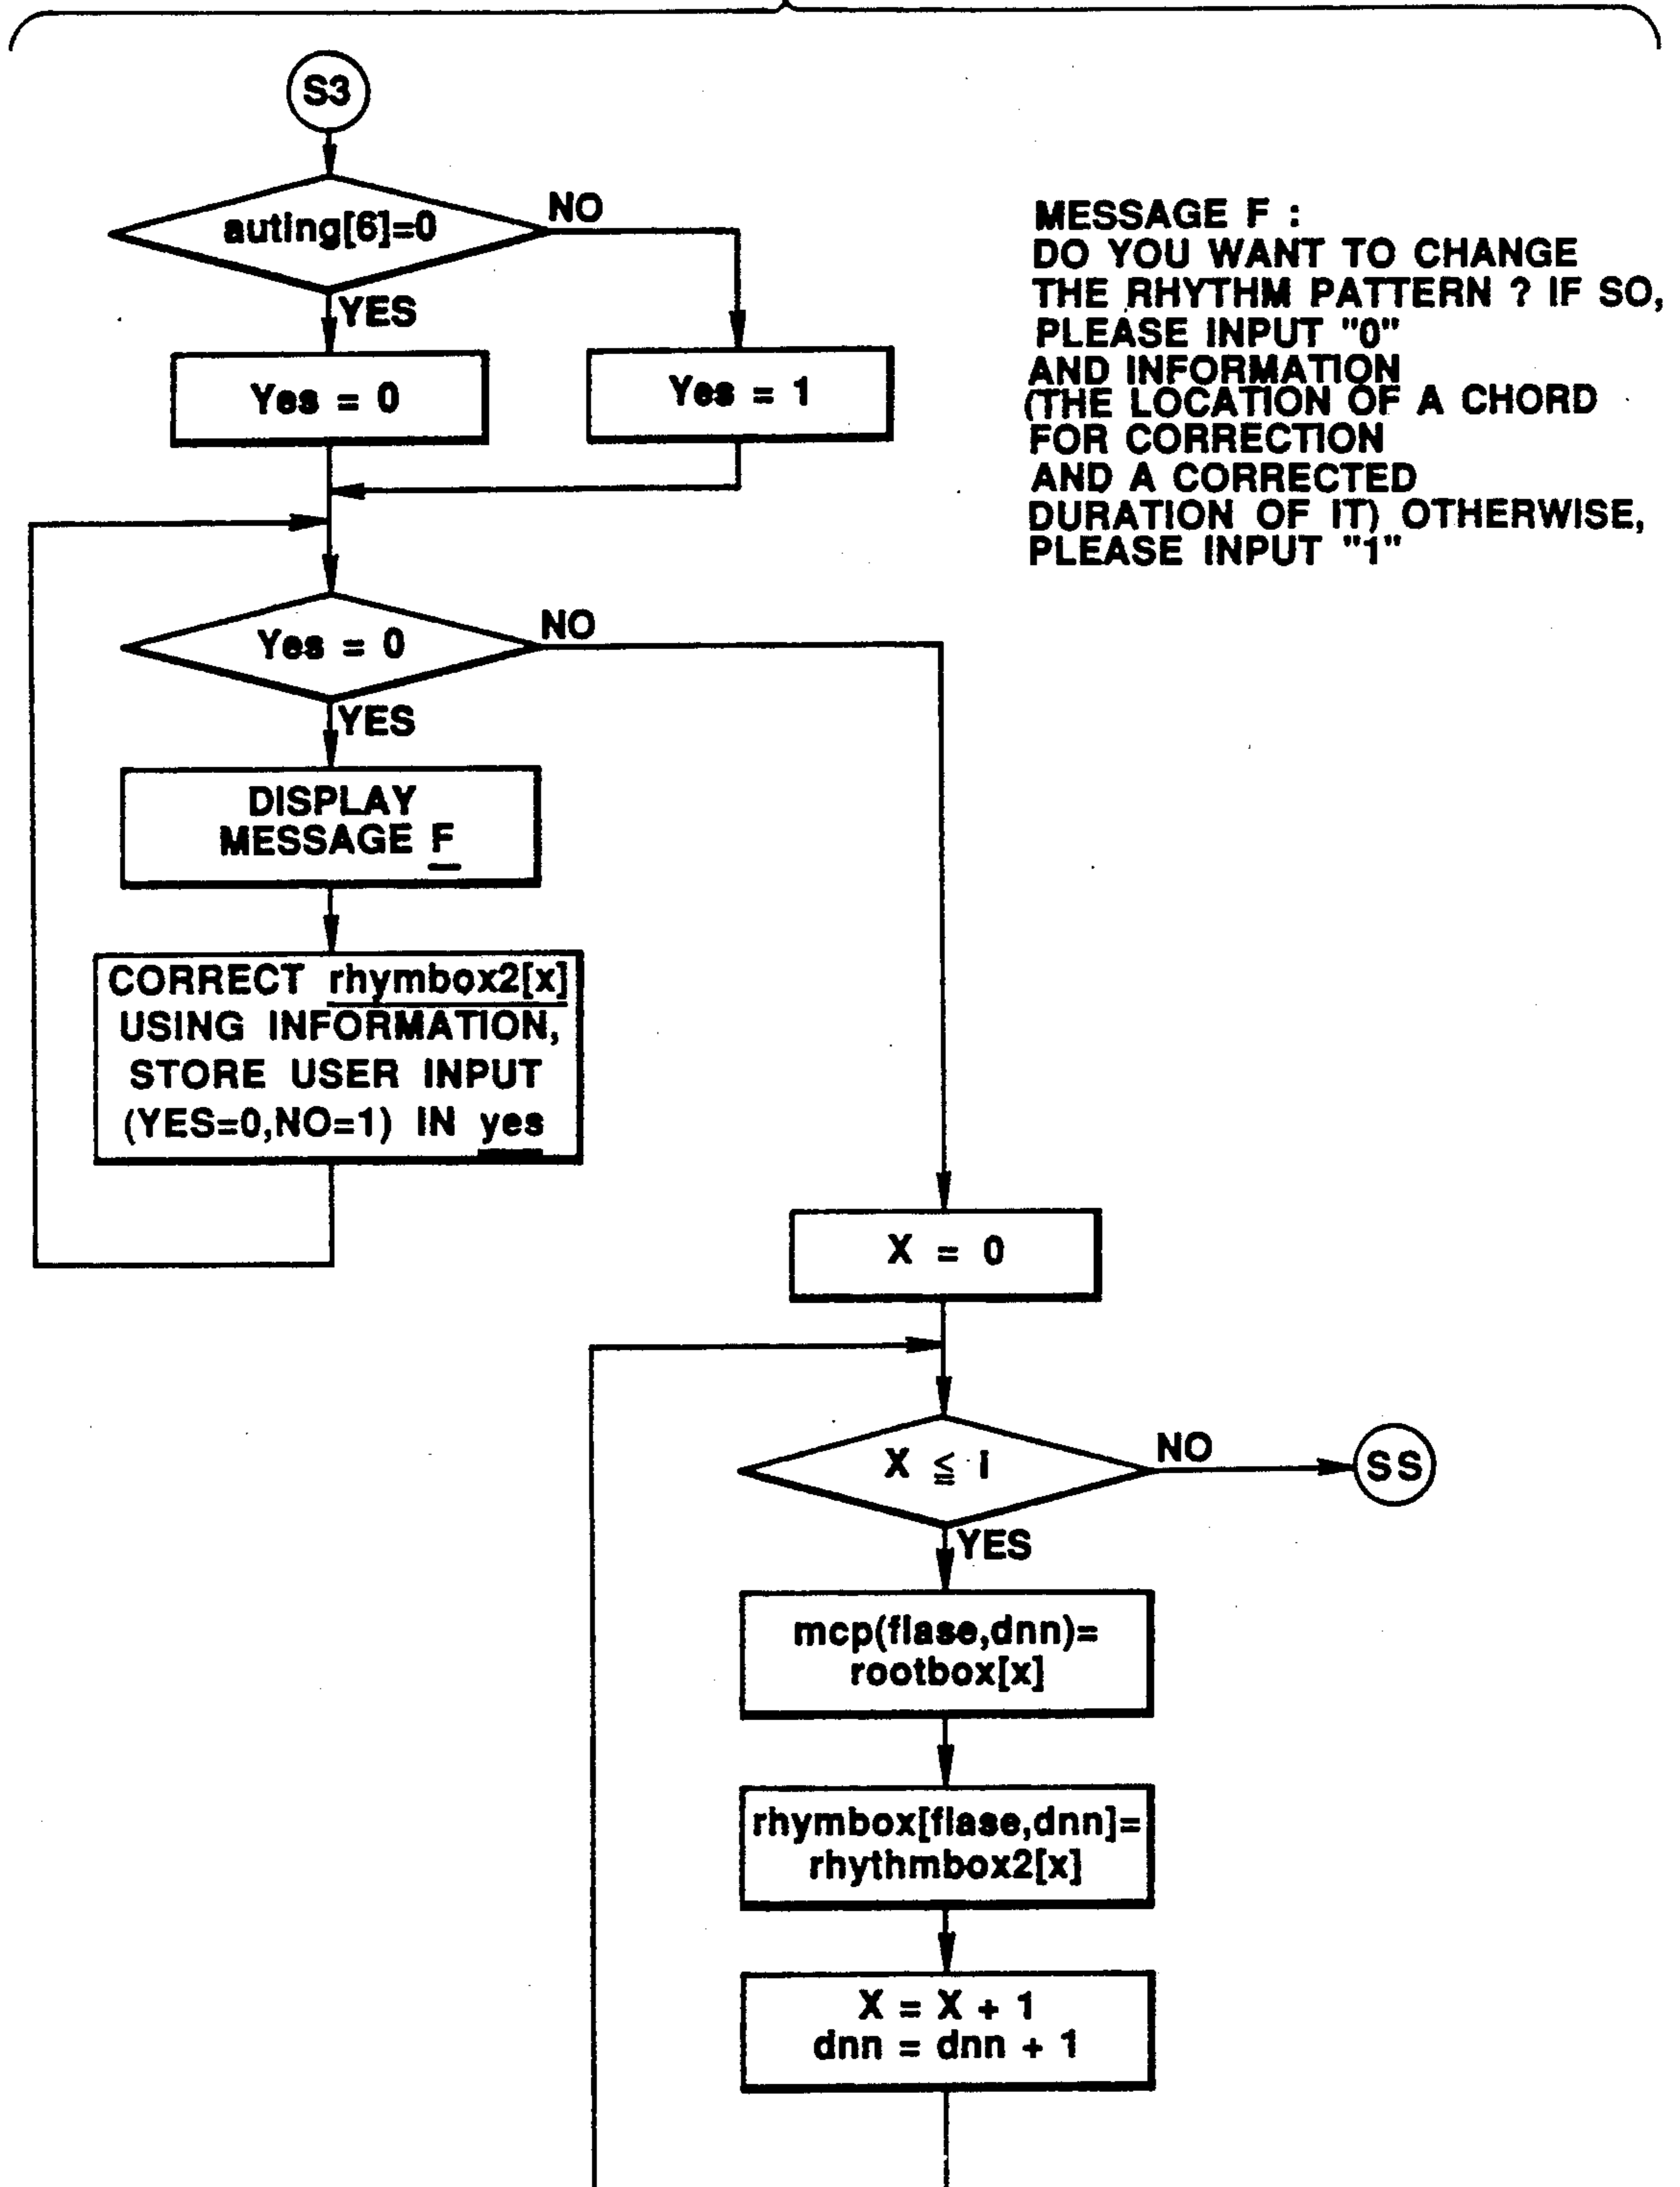 S3
auting[6]=0
NO
YES
Yes = 0
Yes = 1
MESSAGE F :
DO YOU WANT TO CHANGE
THE RHYTHM PATTERN ? IF SO,
PLEASE INPUT "0"
AND INFORMATION
(THE LOCATION OF A CHORD
FOR CORRECTION
AND A CORRECTED
DURATION OF IT) OTHERWISE,
PLEASE INPUT "1"
Yes = 0
NO
YES
DISPLAY
MESSAGE F
CORRECT rhymbox2[x]
USING INFORMATION,
STORE USER INPUT
(YES=0,NO=1) IN yes
X = 0
X ≦ i
NO
SS
YES
mcp(flase,dnn)=
rootbox[x]
rhymbox[flase,dnn]=
rhythmbox2[x]
X = X + 1
dnn = dnn + 1